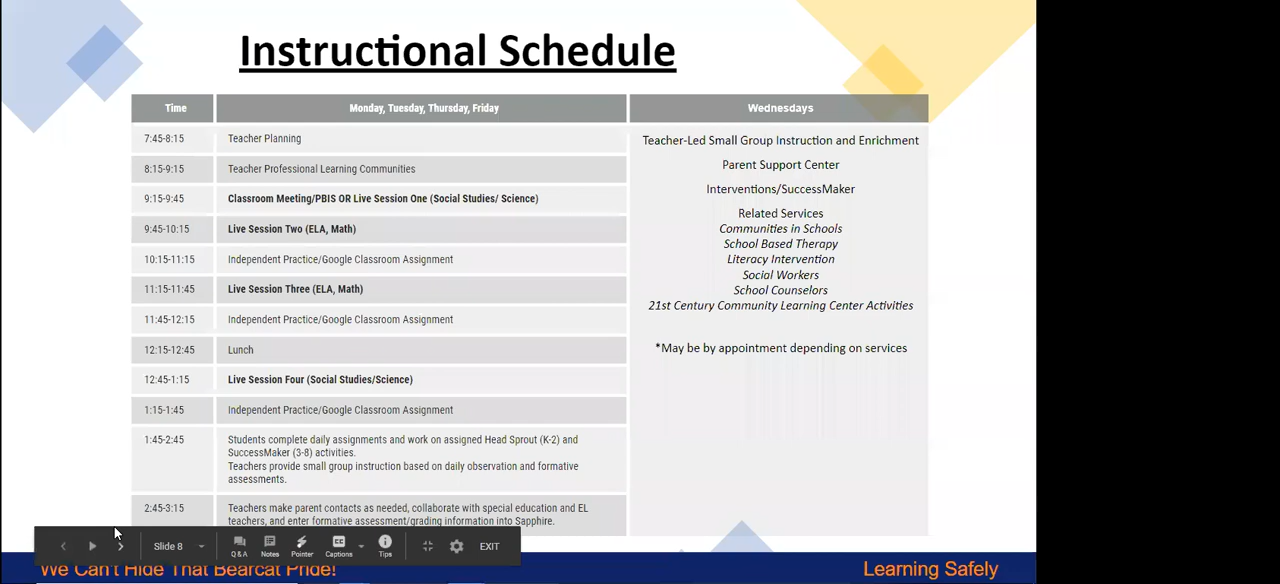 Instructional Schedule
Time
Monday, Tuesday, Thursday, Friday
Wednesdays
7:45-8:15
Teacher Planning
8:15-9:15
Teacher Professional Learning Communities
9:15-9:45
Classroom Meeting/PBIS OR Live Session One (Social Studies/ Science)
9:45-10:15
Live Session Two (ELA, Math)
10:15-11:15
Independent Practice/Google Classroom Assignment
11:15-11:45
Live Session Three (ELA, Math)
11:45-12:15
Independent Practice/Google Classroom Assignment
12:15-12:45
Lunch
12:45-1:15
Live Session Four (Social Studies/Science)
1:15-1:45
Independent Practice/Google Classroom Assignment
1:45-2:45
Students complete daily assignments and work on assigned Head Sprout (K-2) and
SuccessMaker (3-8) activities.
Teachers provide small group instruction based on daily observation and formative
assessments.
2:45-3:15
Teachers make parent contacts as needed, collaborate with special education and EL
teachers, and enter formative assessment/grading information into Sapphire.
Teacher-Led Small Group Instruction and Enrichment
Parent Support Center
Interventions/SuccessMaker
Related Services
Communities in Schools
School Based Therapy
Literacy Intervention
Social Workers
School Counselors
21st Century Community Learning Center Activities
*May be by appointment depending on services
Slide 8
Q&A
Notes
Pointer
Captions
Tips
EXIT
We Can't Hide That Bearcat Pride!
Learning Safely